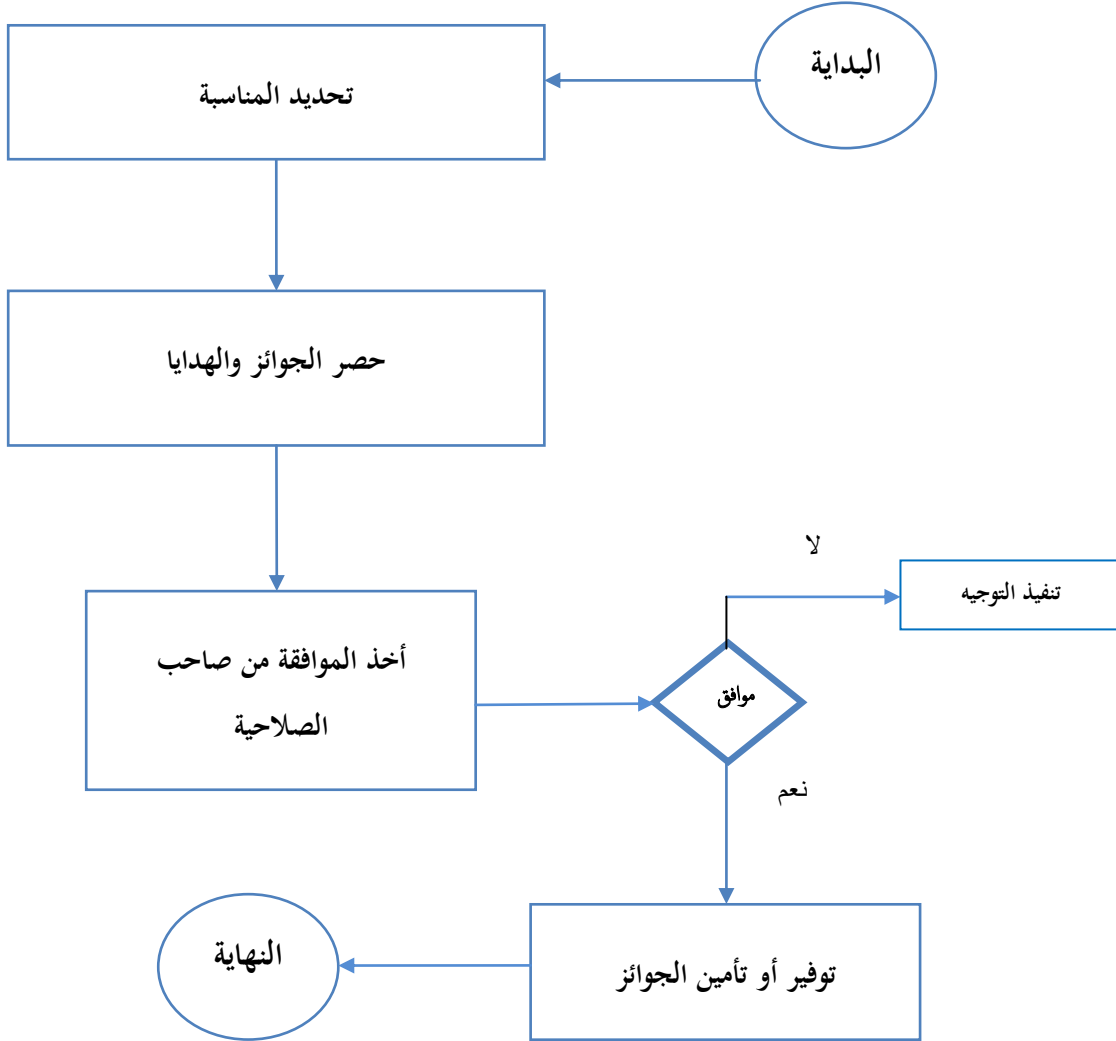 البداية
تحديد المناسبة
حصر الجوائز والهدايا
أخذ الموافقة من صاحب
الصلاحية
موافق
لا
تنفيذ التوجيه
نعم
توفير أو تأمين الجوائز
النهاية